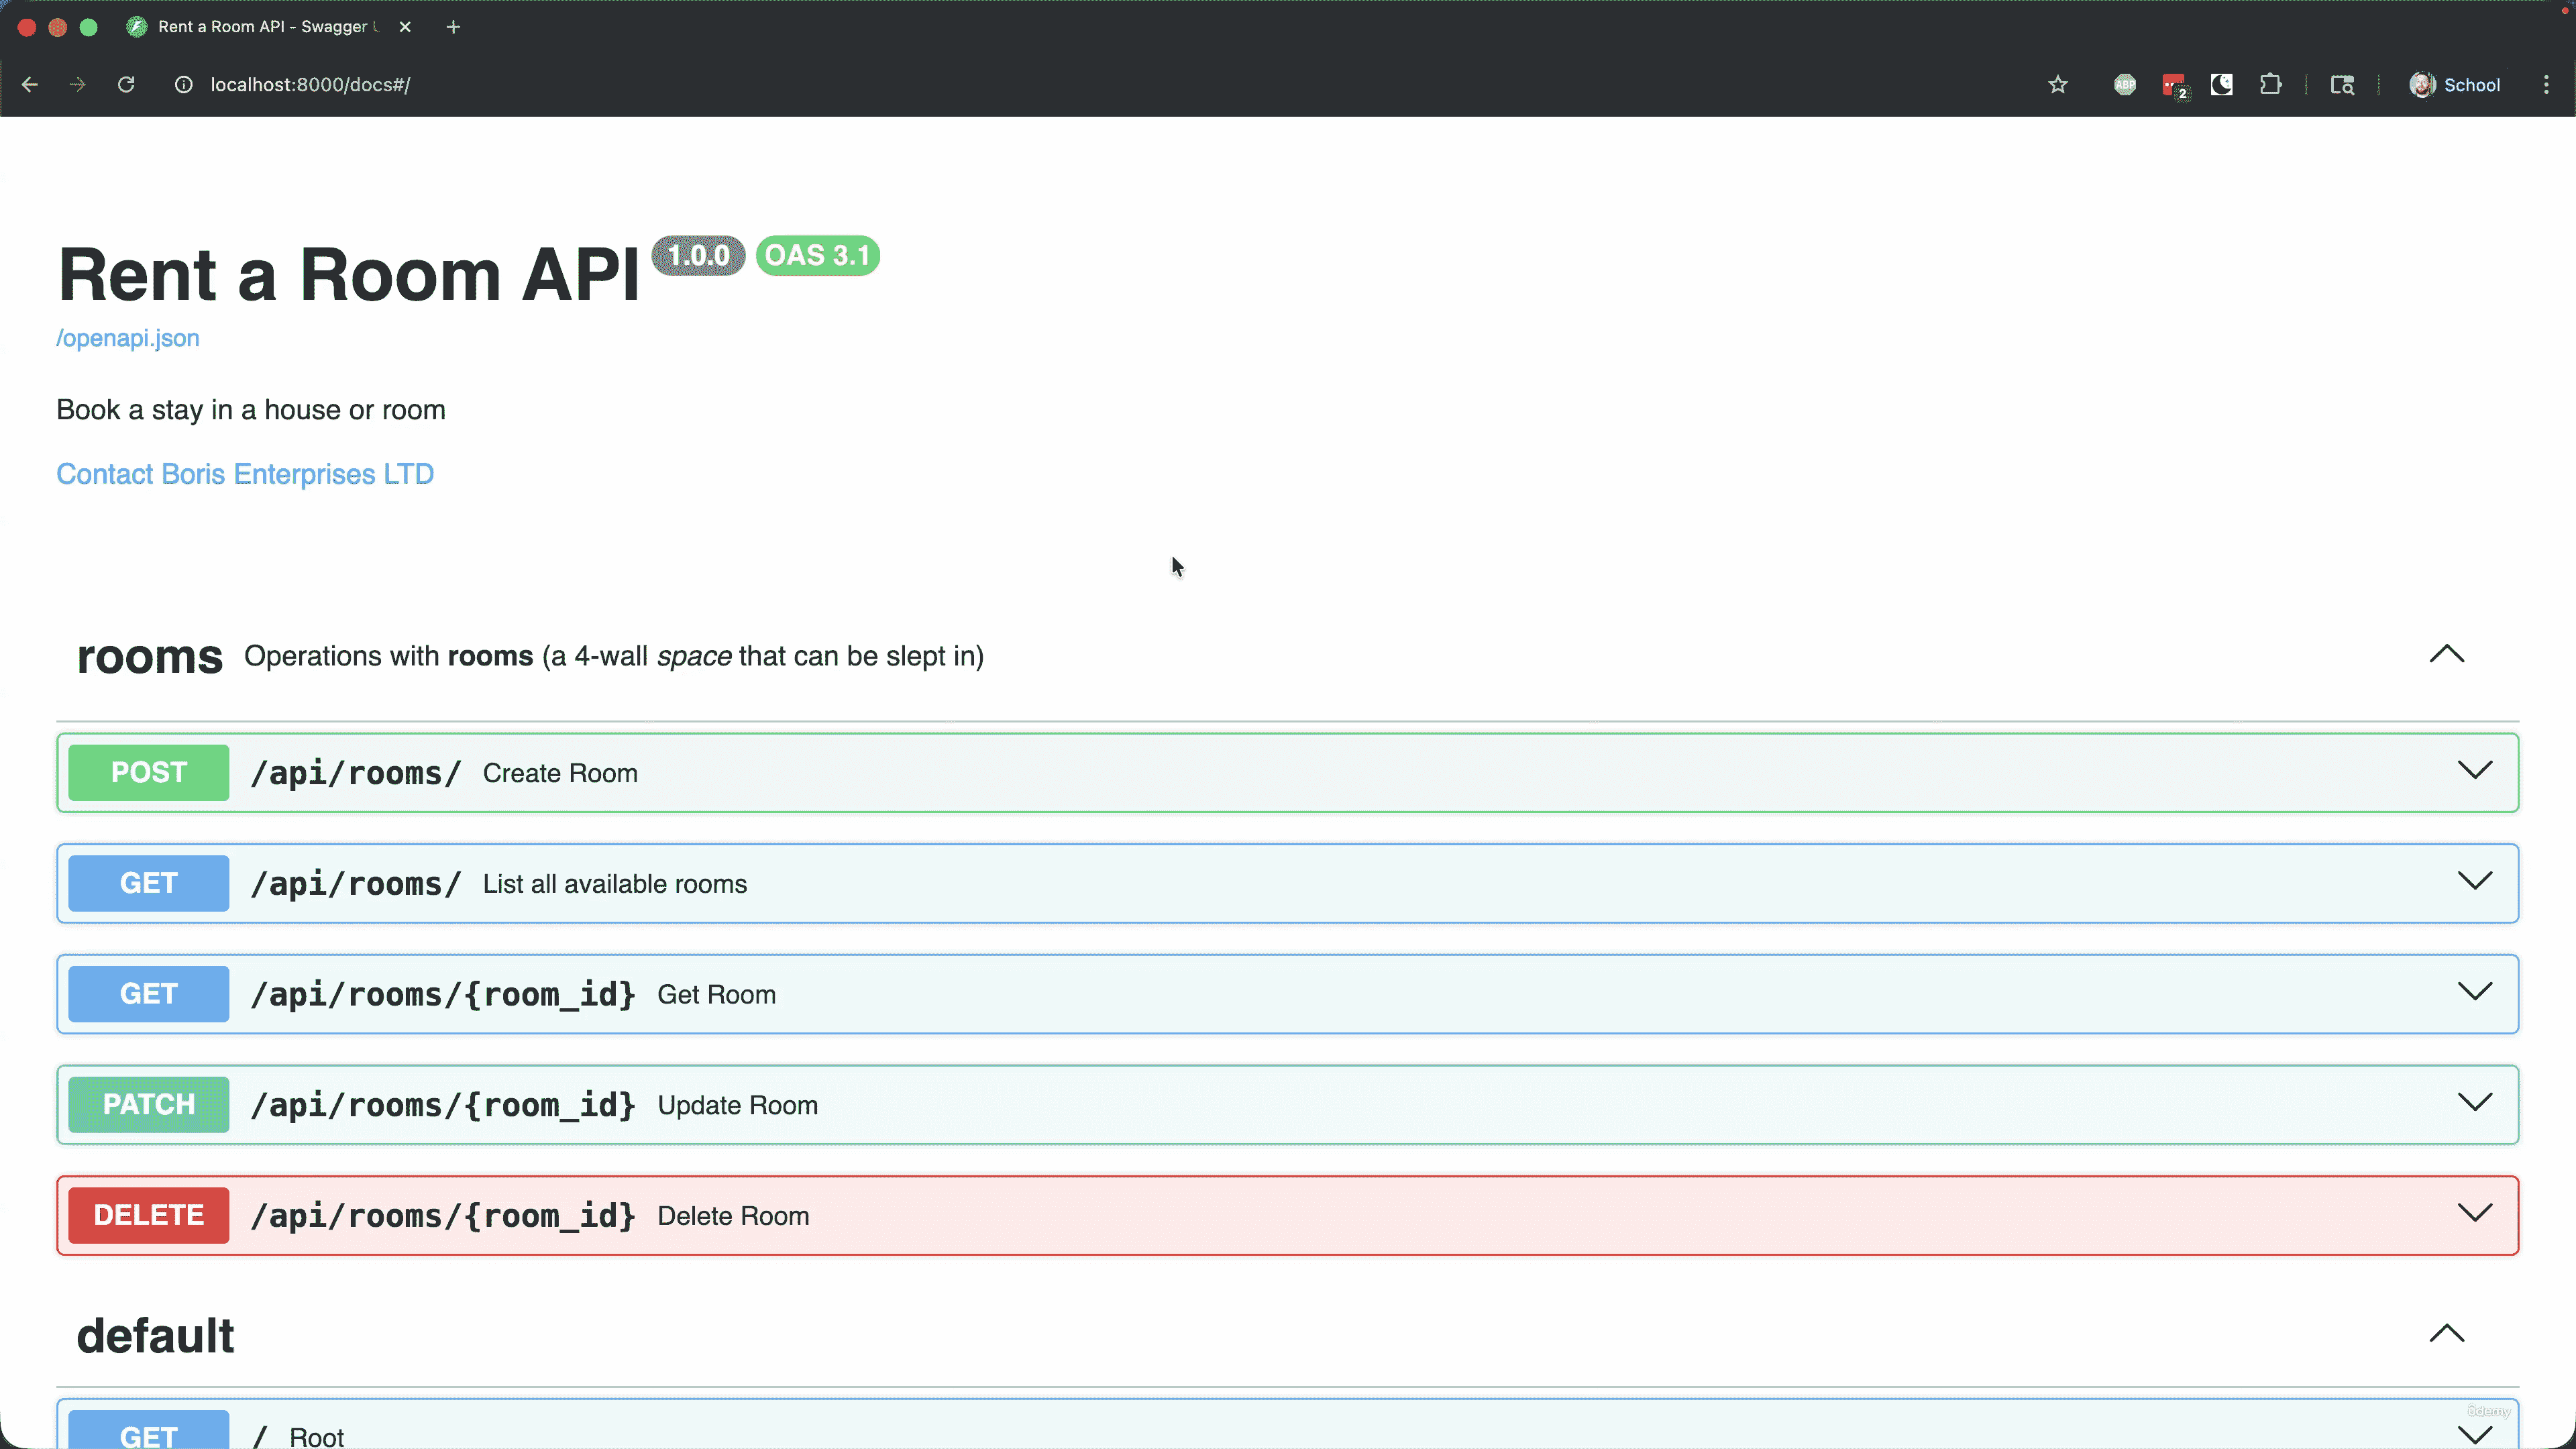 Rent a Room API - Swagger
localhost:8000/docs#/
ABP
2
School
Rent a Room API 1.0.0 OAS 3.1
/openapi.json
Book a stay in a house or room
Contact Boris Enterprises LTD
rooms Operations with rooms (a 4-wall space that can be slept in)
POST /api/rooms/ Create Room
GET /api/rooms/ List all available rooms
GET /api/rooms/{room_id} Get Room
PATCH /api/rooms/{room_id} Update Room
DELETE /api/rooms/{room_id} Delete Room
default
GET / Root
ûdemy